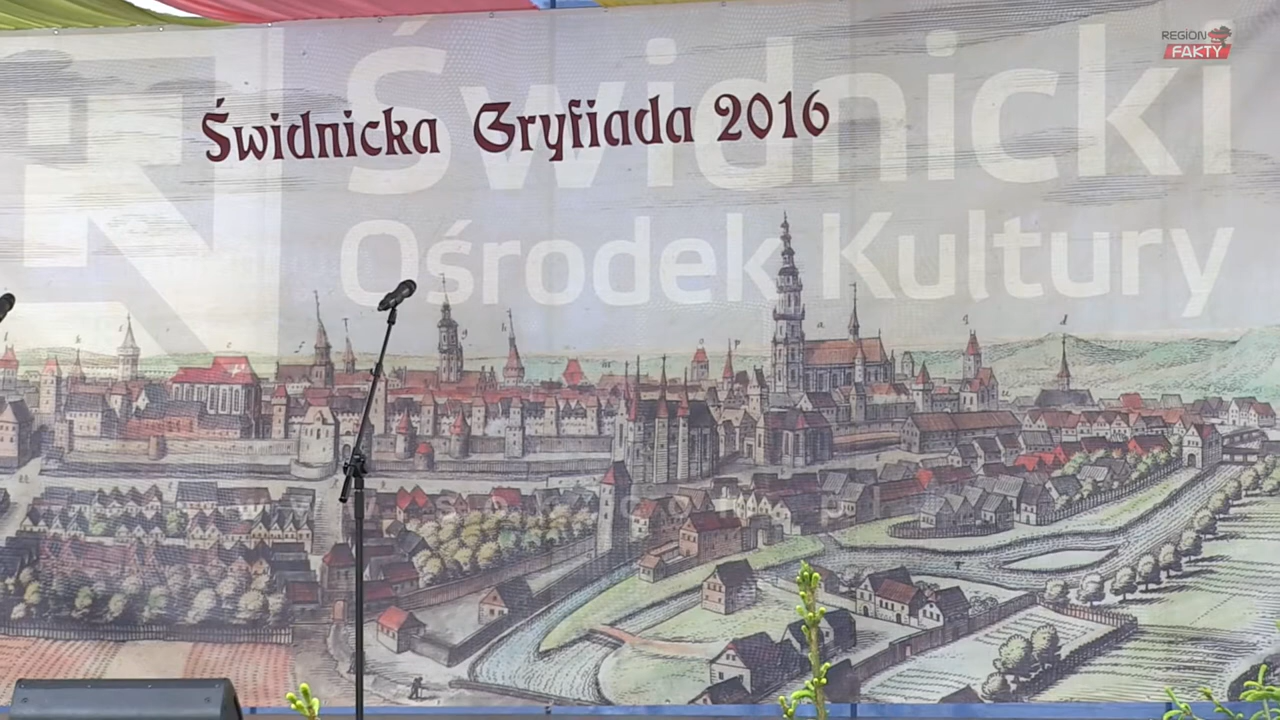 REGION
FAKTY
Świdnicki
Świdnicka Gryfiada 2016
Ośrodek Kultury